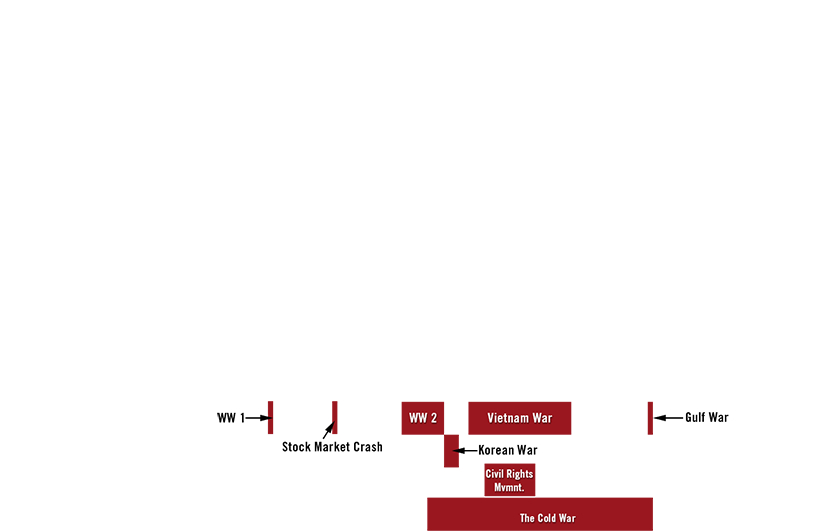 WW 1
WW 2
Vietnam War
Gulf War
Stock Market Crash
Korean War
Civil Rights
Mvmnt.
The Cold War